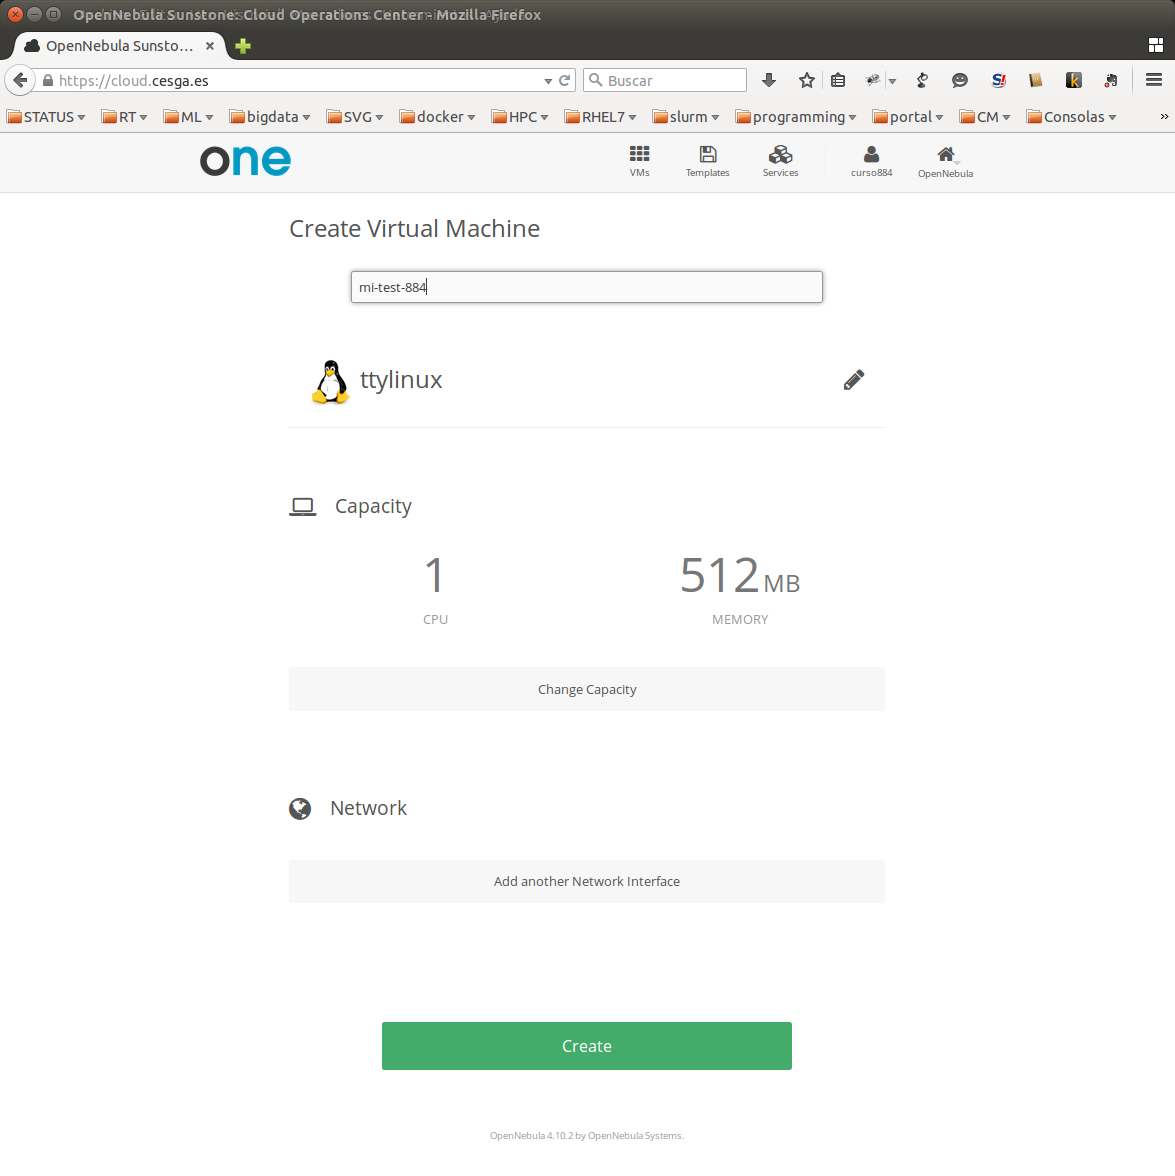 OpenNebula Sunstone: Cloud Operations Center - Mozilla Firefox
OpenNebula Sunsto...
https://cloud.cesga.es
Buscar
STATUS RT ML bigdata SVG docker HPC RHEL7 slurm programming portal CM Consolas »
one
VMs Templates Services curso884 OpenNebula
Create Virtual Machine
mi-test-884
ttylinux
Capacity
1 512 MB
CPU MEMORY
Change Capacity
Network
Add another Network Interface
Create
OpenNebula 4.10.2 by OpenNebula Systems.